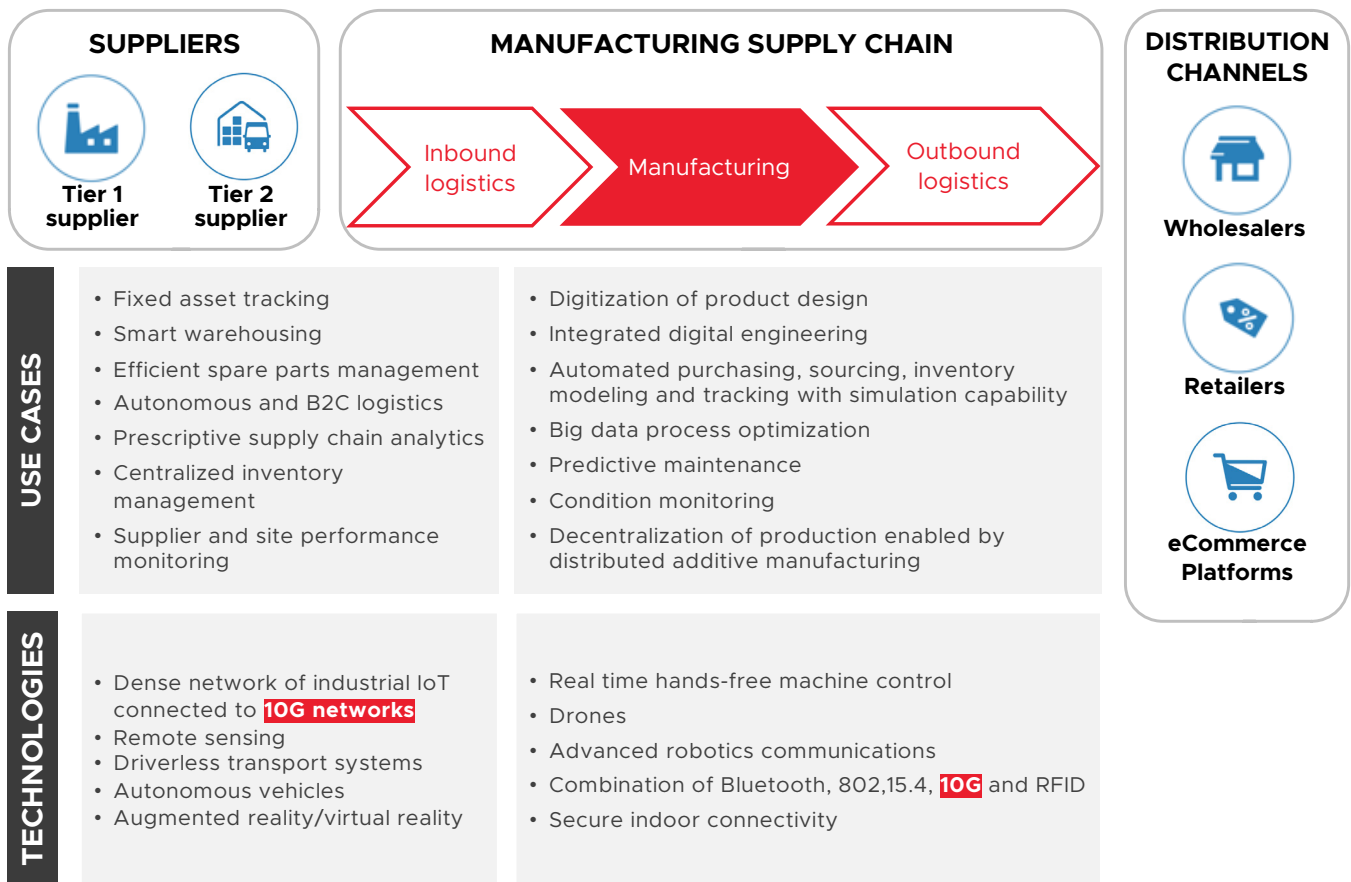 SUPPLIERS
Tier 1
supplier
Tier 2
supplier
MANUFACTURING SUPPLY CHAIN
Inbound
logistics
Manufacturing
Outbound
logistics
DISTRIBUTION
CHANNELS
Wholesalers
Retailers
eCommerce
Platforms
USE CASES
• Fixed asset tracking
• Smart warehousing
• Efficient spare parts management
• Autonomous and B2C logistics
• Prescriptive supply chain analytics
• Centralized inventory
management
• Supplier and site performance
monitoring
• Digitization of product design
• Integrated digital engineering
• Automated purchasing, sourcing, inventory
modeling and tracking with simulation capability
• Big data process optimization
• Predictive maintenance
• Condition monitoring
• Decentralization of production enabled by
distributed additive manufacturing
TECHNOLOGIES
• Dense network of industrial IoT
connected to 10G networks
• Remote sensing
• Driverless transport systems
• Autonomous vehicles
• Augmented reality/virtual reality
• Real time hands-free machine control
• Drones
• Advanced robotics communications
• Combination of Bluetooth, 802,15.4, 10G and RFID
• Secure indoor connectivity